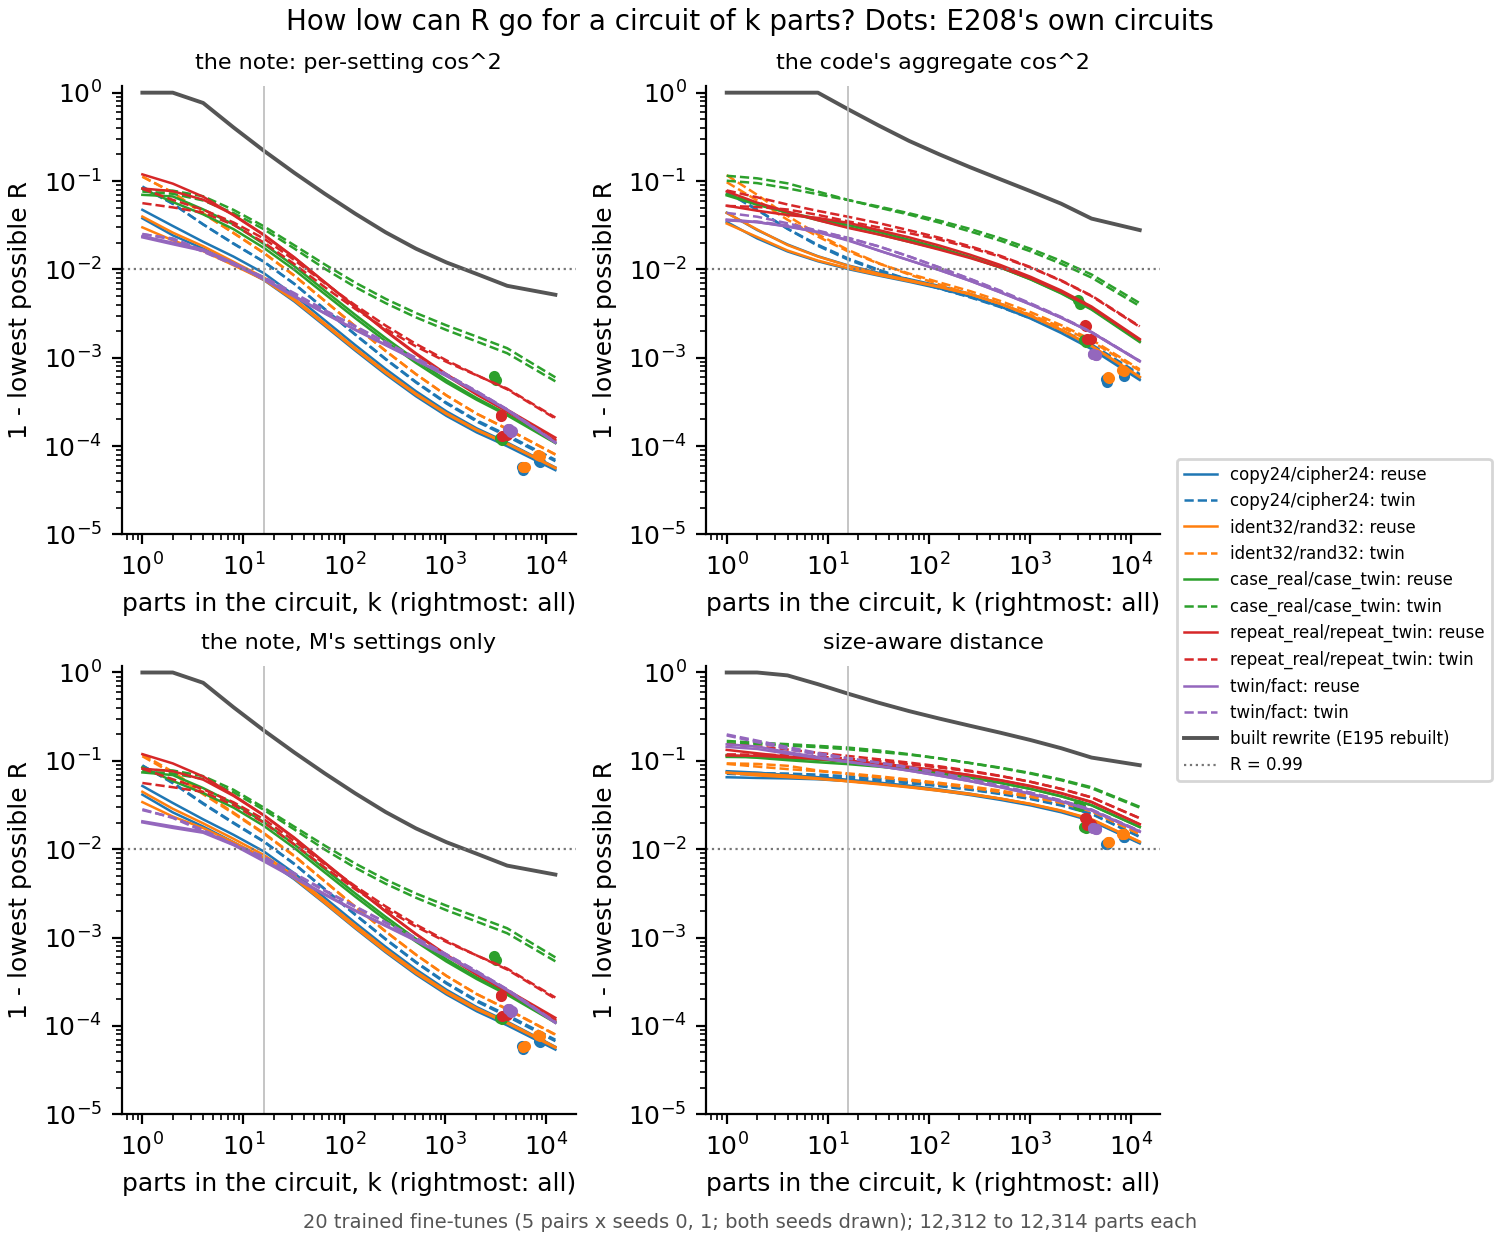 How low can R go for a circuit of k parts? Dots: E208's own circuits
the note: per-setting cos^2
10^0
10^-1
10^-2
10^-3
10^-4
10^-5
1 - lowest possible R
10^0 10^1 10^2 10^3 10^4
parts in the circuit, k (rightmost: all)
the code's aggregate cos^2
10^0
10^-1
10^-2
10^-3
10^-4
10^-5
1 - lowest possible R
10^0 10^1 10^2 10^3 10^4
parts in the circuit, k (rightmost: all)
copy24/cipher24: reuse
copy24/cipher24: twin
ident32/rand32: reuse
ident32/rand32: twin
case_real/case_twin: reuse
case_real/case_twin: twin
repeat_real/repeat_twin: reuse
repeat_real/repeat_twin: twin
twin/fact: reuse
twin/fact: twin
built rewrite (E195 rebuilt)
R = 0.99
the note, M's settings only
10^0
10^-1
10^-2
10^-3
10^-4
10^-5
1 - lowest possible R
10^0 10^1 10^2 10^3 10^4
parts in the circuit, k (rightmost: all)
size-aware distance
10^0
10^-1
10^-2
10^-3
10^-4
10^-5
1 - lowest possible R
10^0 10^1 10^2 10^3 10^4
parts in the circuit, k (rightmost: all)
20 trained fine-tunes (5 pairs x seeds 0, 1; both seeds drawn); 12,312 to 12,314 parts each